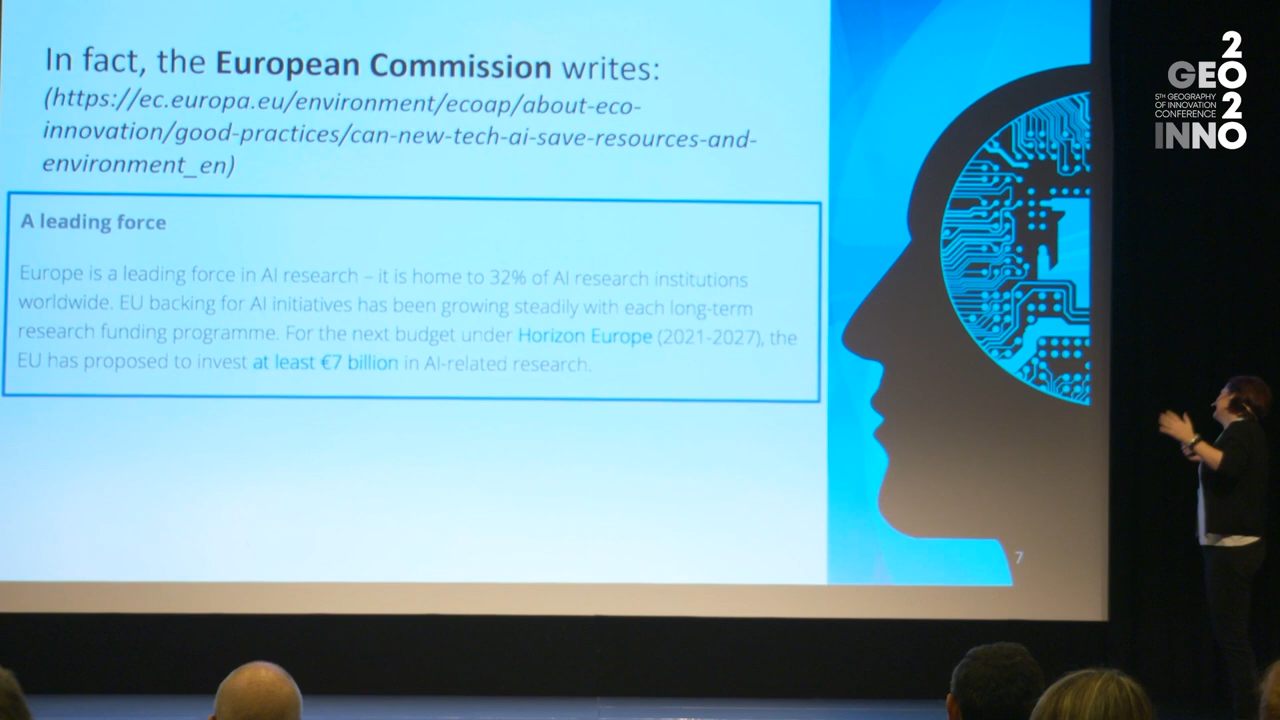 In fact, the European Commission writes:
(https://ec.europa.eu/environment/ecoap/about-eco-
innovation/good-practices/can-new-tech-ai-save-resources-and-
environment_en)
A leading force
Europe is a leading force in AI research – it is home to 32% of AI research institutions
worldwide. EU backing for AI initiatives has been growing steadily with each long-term
research funding programme. For the next budget under Horizon Europe (2021-2027), the
EU has proposed to invest at least €7 billion in AI-related research.
7
2
GEO
5TH GEOGRAPHY
OF INNOVATION
CONFERENCE
2
INNO